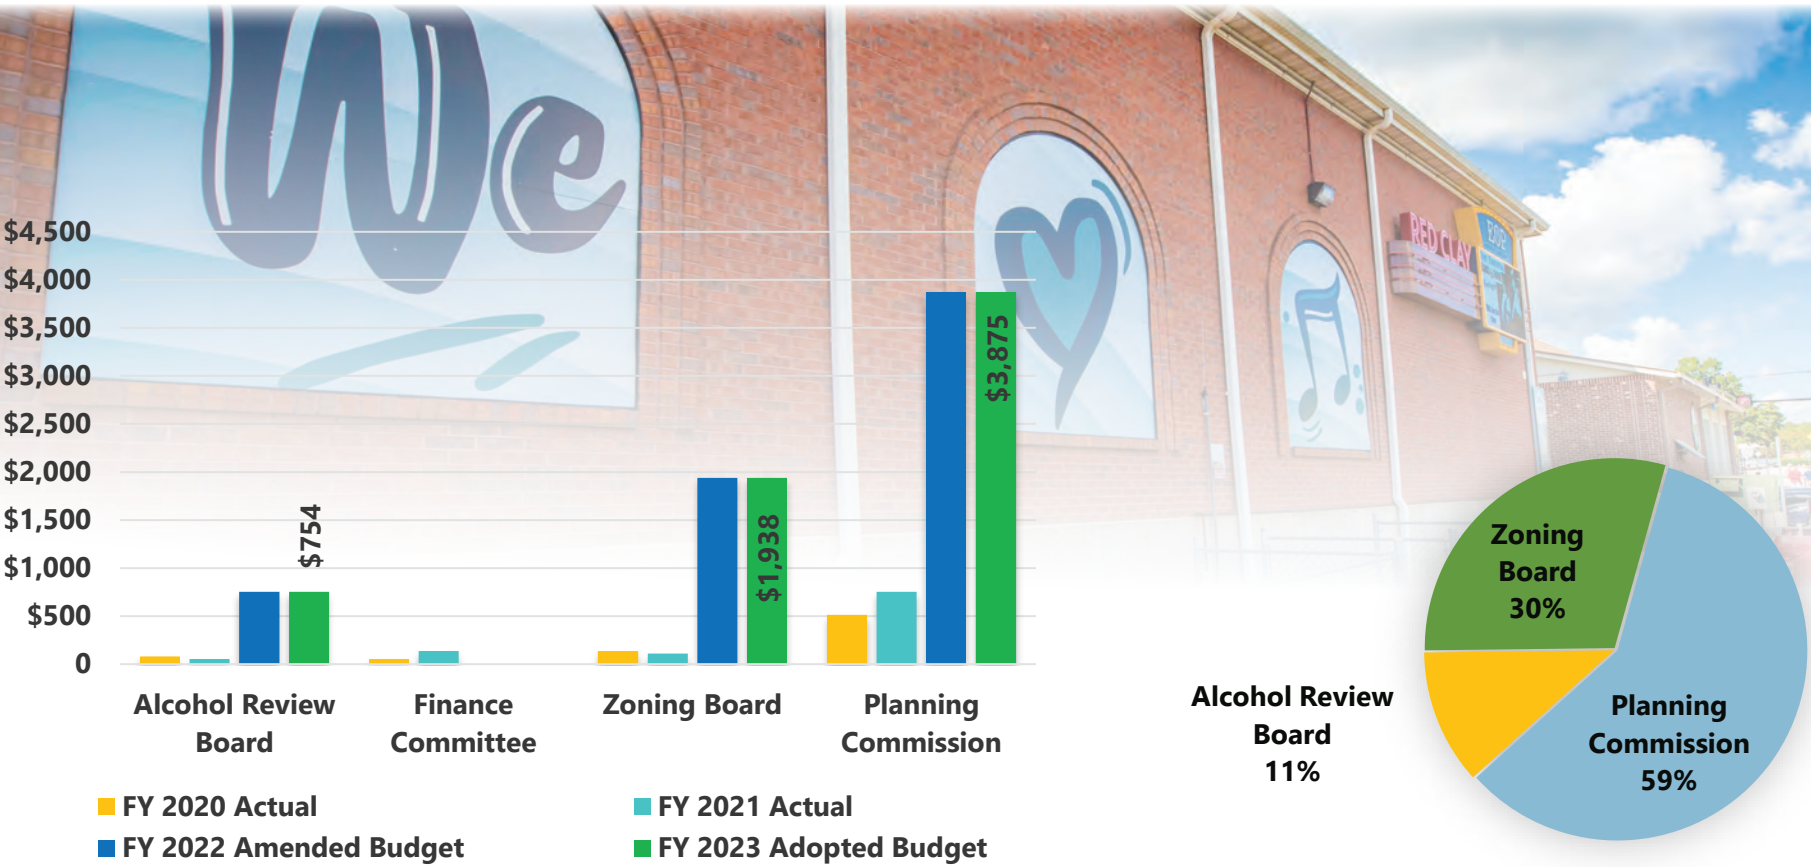 We
RED CLAY
$4,500
$4,000
$3,500
$3,000
$2,500
$2,000
$1,500
$1,000
$500
0
$754
$1,938
$3,875
Alcohol Review
Board
Finance
Committee
Zoning Board
Planning
Commission
FY 2020 Actual
FY 2021 Actual
FY 2022 Amended Budget
FY 2023 Adopted Budget
Zoning
Board
30%
Alcohol Review
Board
11%
Planning
Commission
59%